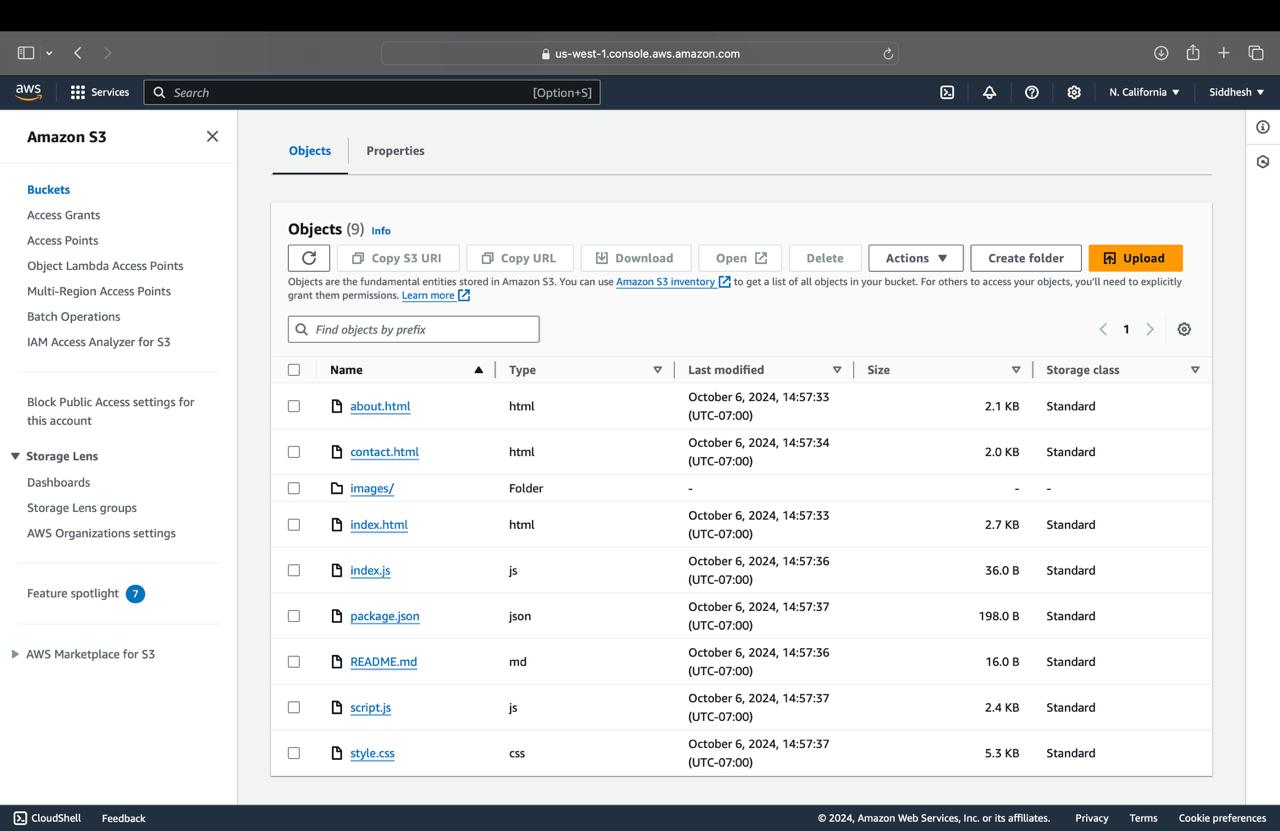 us-west-1.console.aws.amazon.com
aws
Services
Search
[Option+S]
N. California
Siddhesh
Amazon S3
Buckets
Access Grants
Access Points
Object Lambda Access Points
Multi-Region Access Points
Batch Operations
IAM Access Analyzer for S3
Block Public Access settings for
this account
Storage Lens
Dashboards
Storage Lens groups
AWS Organizations settings
Feature spotlight 7
AWS Marketplace for S3
Objects
Properties
Objects (9) Info
Copy S3 URI
Copy URL
Download
Open
Delete
Actions
Create folder
Upload
Objects are the fundamental entities stored in Amazon S3. You can use Amazon S3 inventory to get a list of all objects in your bucket. For others to access your objects, you'll need to explicitly
grant them permissions. Learn more
Find objects by prefix
1
Name Type Last modified Size Storage class
about.html html October 6, 2024, 14:57:33 (UTC-07:00) 2.1 KB Standard
contact.html html October 6, 2024, 14:57:34 (UTC-07:00) 2.0 KB Standard
images/ Folder - - -
index.html html October 6, 2024, 14:57:33 (UTC-07:00) 2.7 KB Standard
index.js js October 6, 2024, 14:57:36 (UTC-07:00) 36.0 B Standard
package.json json October 6, 2024, 14:57:37 (UTC-07:00) 198.0 B Standard
README.md md October 6, 2024, 14:57:36 (UTC-07:00) 16.0 B Standard
script.js js October 6, 2024, 14:57:37 (UTC-07:00) 2.4 KB Standard
style.css css October 6, 2024, 14:57:37 (UTC-07:00) 5.3 KB Standard
CloudShell
Feedback
© 2024, Amazon Web Services, Inc. or its affiliates.
Privacy
Terms
Cookie preferences